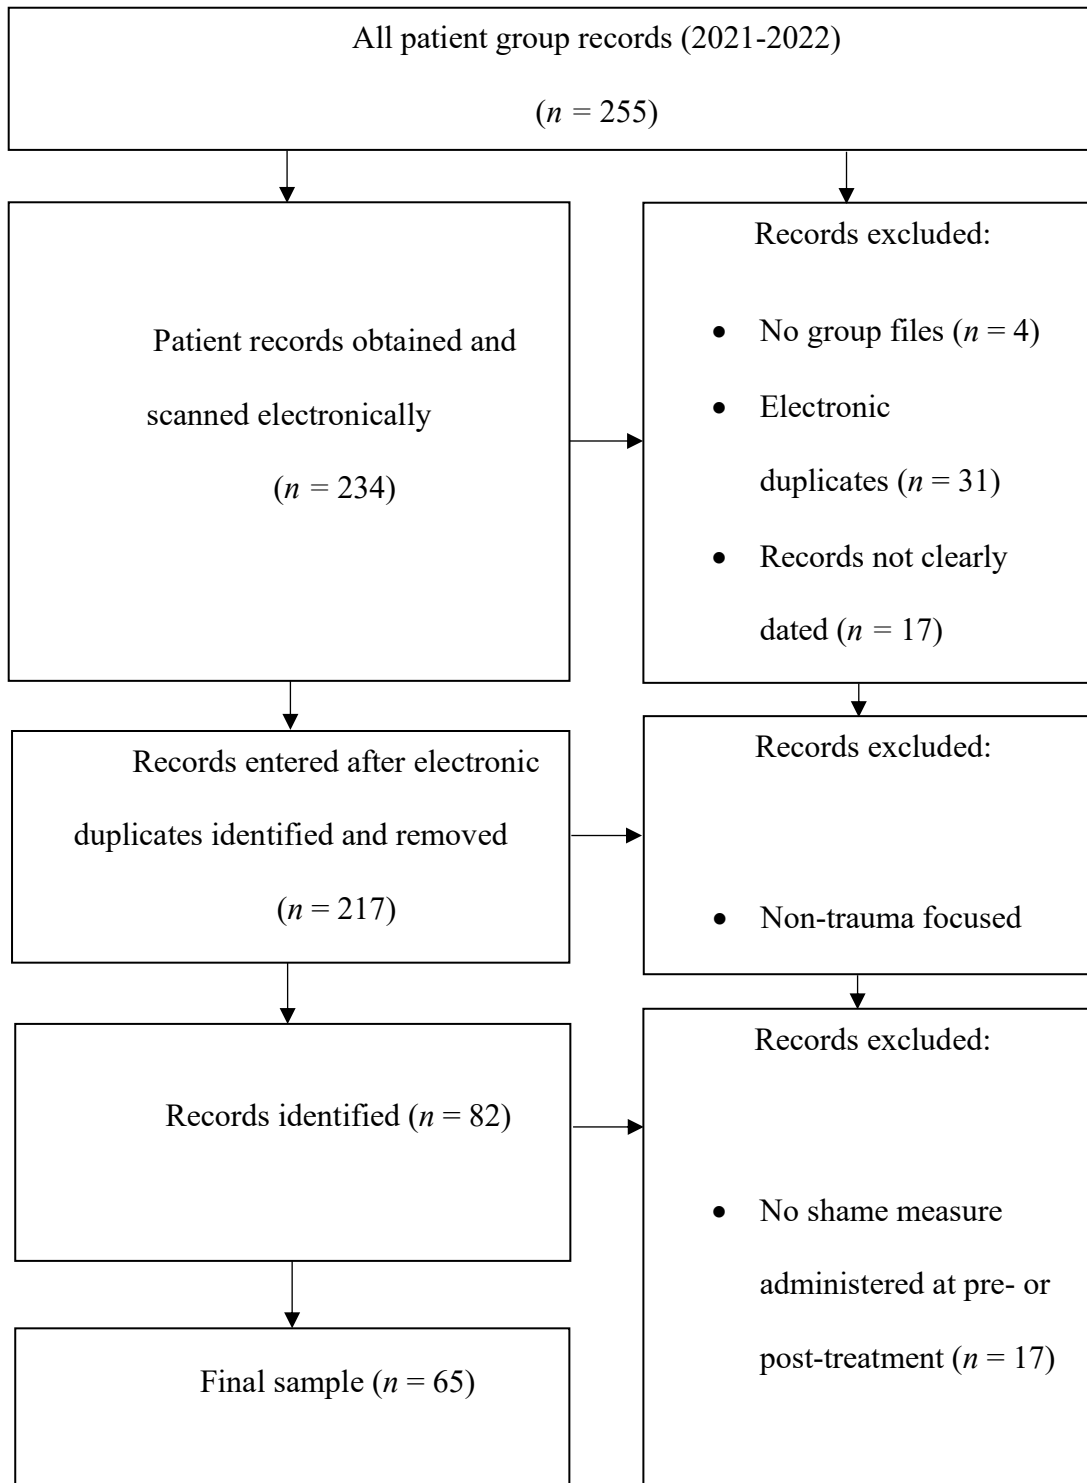 All patient group records (2021-2022)
(n = 255)
Patient records obtained and
scanned electronically
(n = 234)
Records excluded:
• No group files (n = 4)
• Electronic
duplicates (n = 31)
• Records not clearly
dated (n = 17)
Records entered after electronic
duplicates identified and removed
(n = 217)
Records excluded:
• Non-trauma focused
Records identified (n = 82)
Records excluded:
• No shame measure
administered at pre- or
post-treatment (n = 17)
Final sample (n = 65)